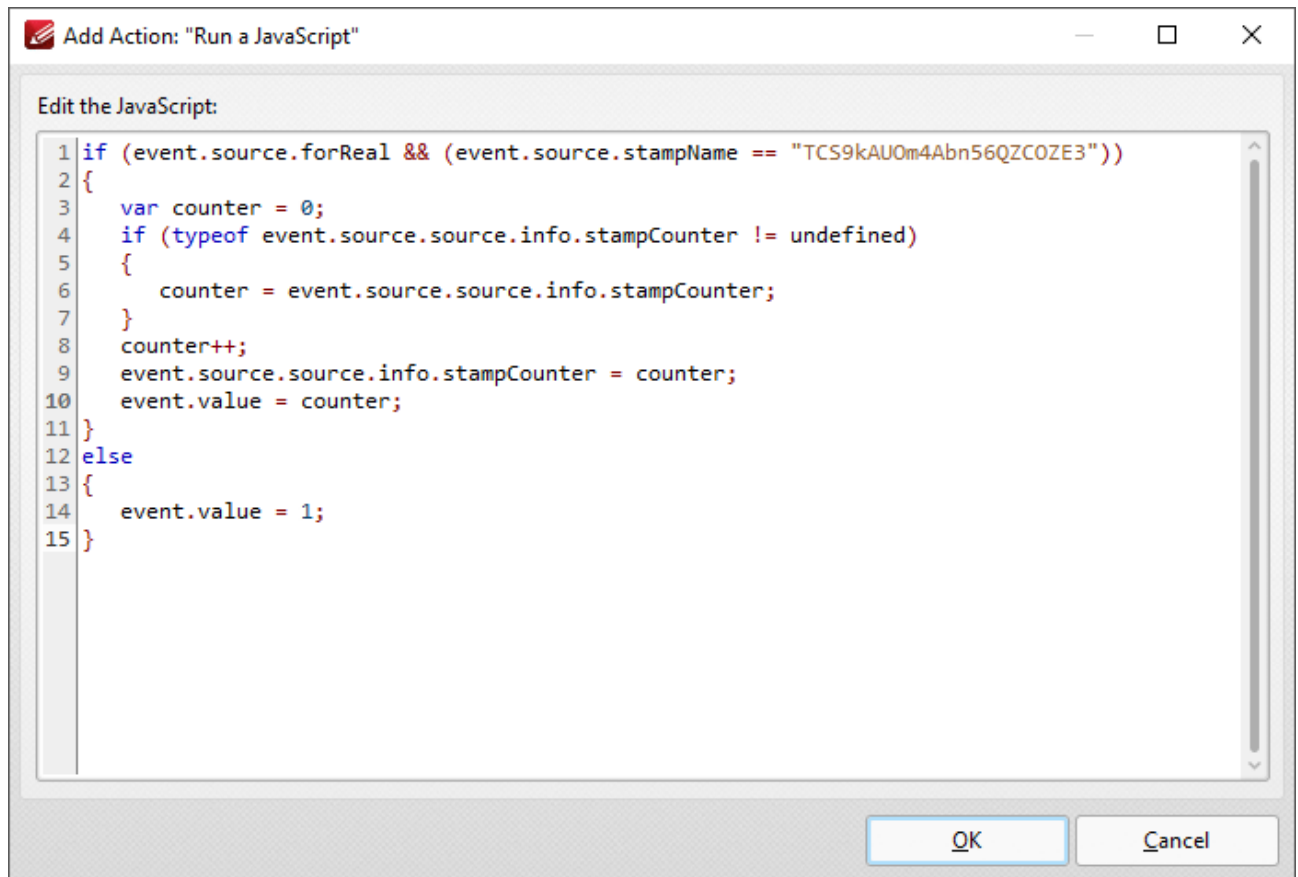 Add Action: "Run a JavaScript"
Edit the JavaScript:
1 if (event.source.forReal && (event.source.stampName == "TCS9kAUOm4Abn56QZCOZE3"))
2 {
3    var counter = 0;
4    if (typeof event.source.source.info.stampCounter != undefined)
5    {
6       counter = event.source.source.info.stampCounter;
7    }
8    counter++;
9    event.source.source.info.stampCounter = counter;
10    event.value = counter;
11 }
12 else
13 {
14    event.value = 1;
15 }
OK Cancel